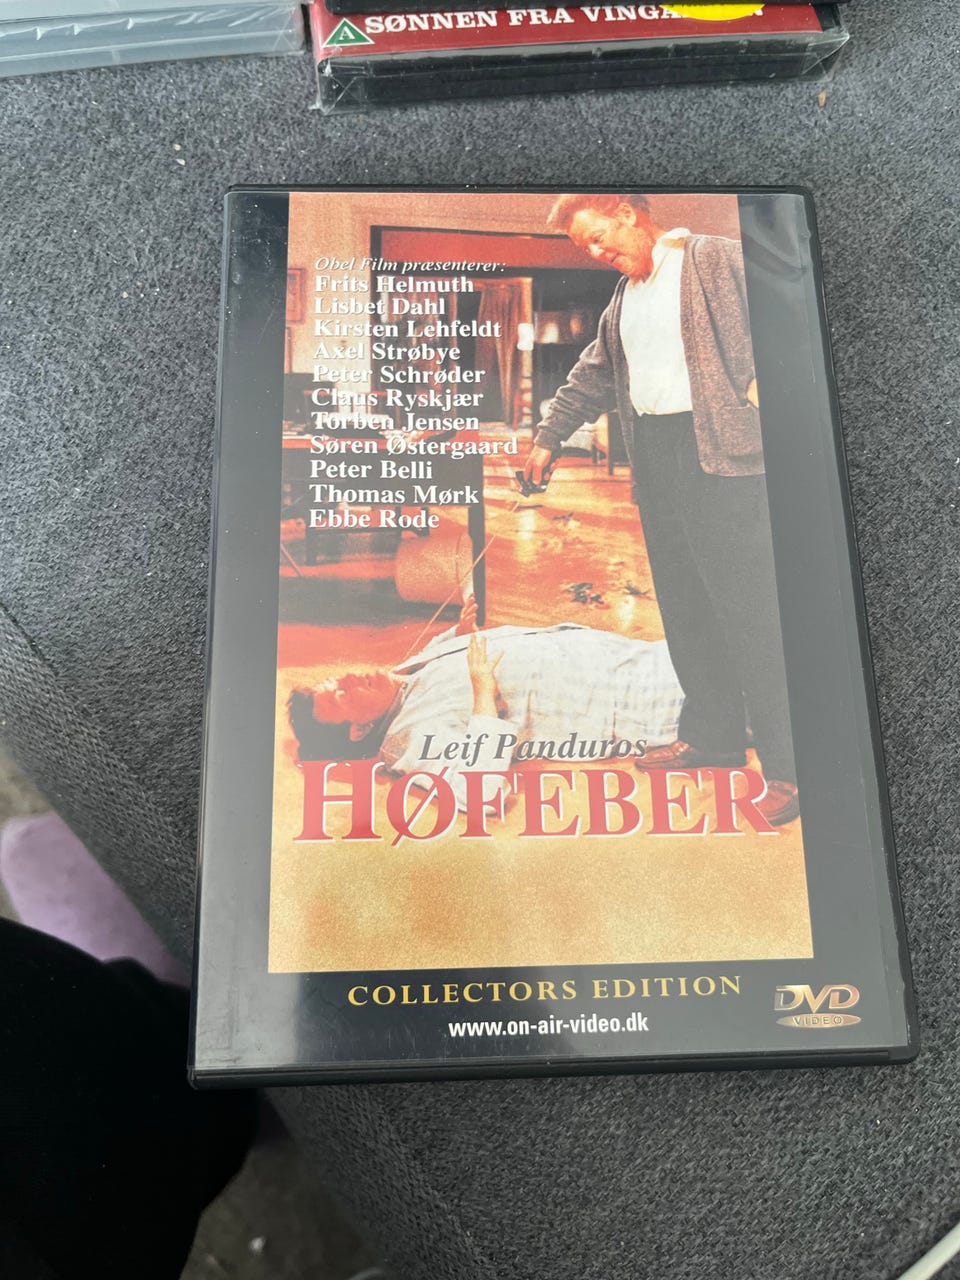 A SØNNEN FRA
Obel Film præsenterer:
Frits Helmuth
Lisbet Dahl
Kirsten Lehfeldt
Axel Strøbye
Peter Schrøder
Claus Ryskjær
Torben Jensen
Søren Østergaard
Peter Belli
Thomas Mørk
Ebbe Rode
Leif Panduros
HØFEBER
COLLECTORS EDITION
www.on-air-video.dk
DVD
VIDEO